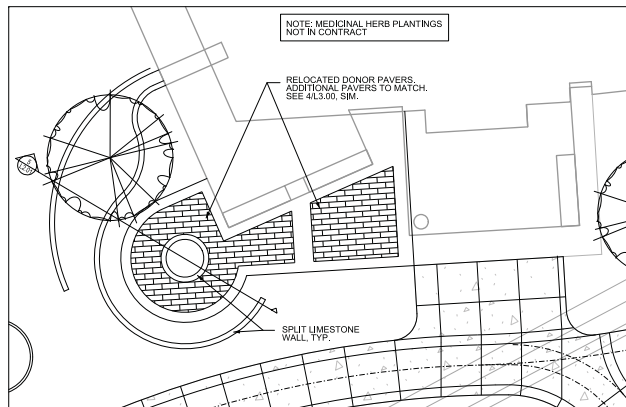 NOTE: MEDICINAL HERB PLANTINGS
NOT IN CONTRACT
RELOCATED DONOR PAVERS.
ADDITIONAL PAVERS TO MATCH.
SEE 4/L3.00, SIM.
SPLIT LIMESTONE
WALL, TYP.